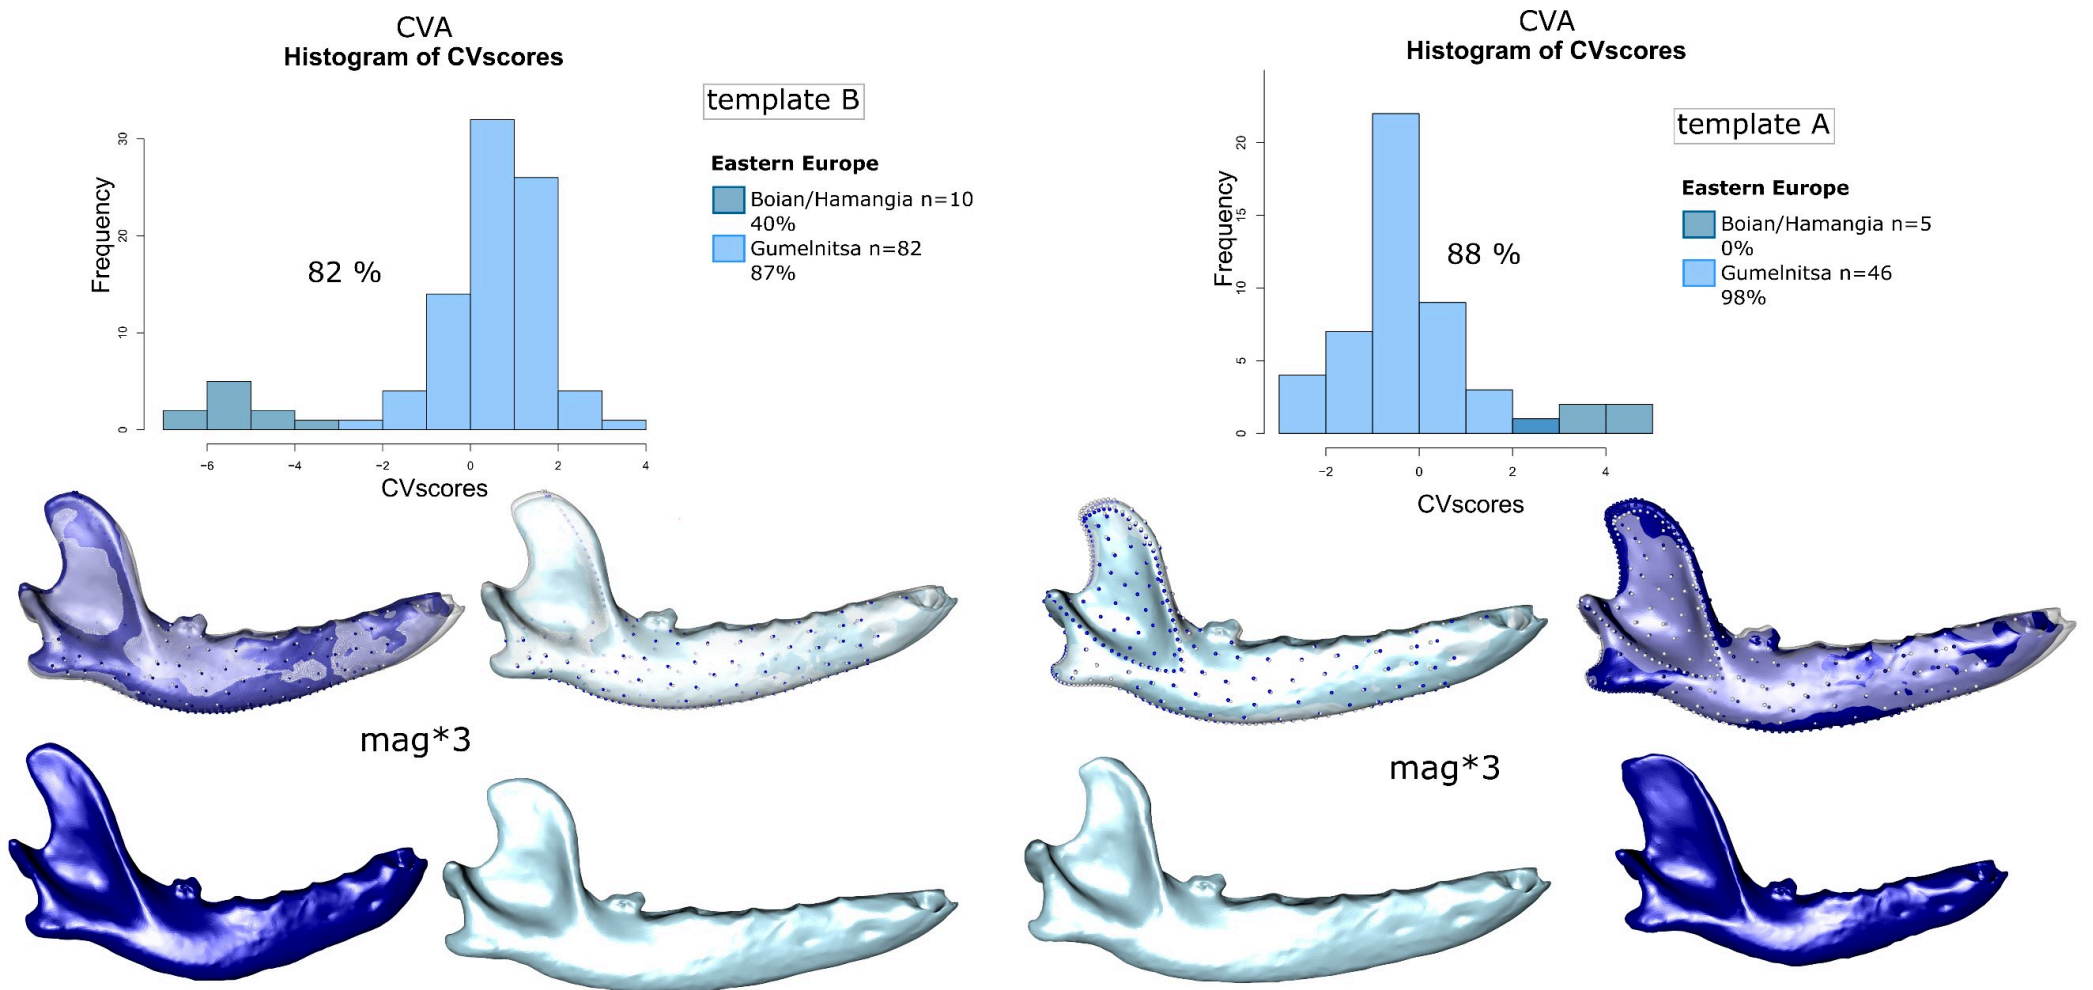 CVA
Histogram of CVscores
template B
Eastern Europe
Boian/Hamangia n=10
40%
Gumelnitsa n=82
87%
82 %
Frequency
30
20
10
0
−6
−4
−2
0
2
4
CVscores
mag*3
CVA
Histogram of CVscores
template A
Eastern Europe
Boian/Hamangia n=5
0%
Gumelnitsa n=46
98%
88 %
Frequency
20
15
10
5
0
−2
0
2
4
CVscores
mag*3